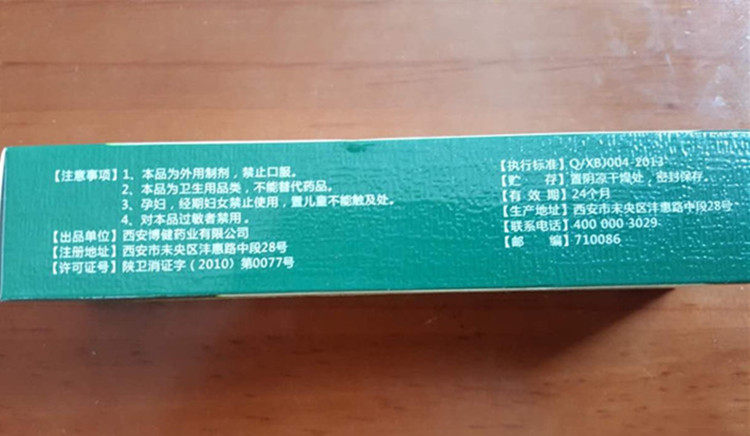 【注意事项】1、本品为外用制剂，禁止口服。
2、本品为卫生用品类，不能替代药品。
3、孕妇，经期妇女禁止使用，置儿童不能触及处。
4、对本品过敏者禁用。
【出品单位】西安博健药业有限公司
【注册地址】西安市未央区沣惠路中段28号
【许可证号】陕卫消证字（2010）第0077号
【执行标准】Q/XBJ004-2013
【贮 存】置阴凉干燥处，密封保存。
【有 效 期】24个月
【生产地址】西安市未央区沣惠路中段28号
【联系电话】400 000 3029
【邮 编】710086